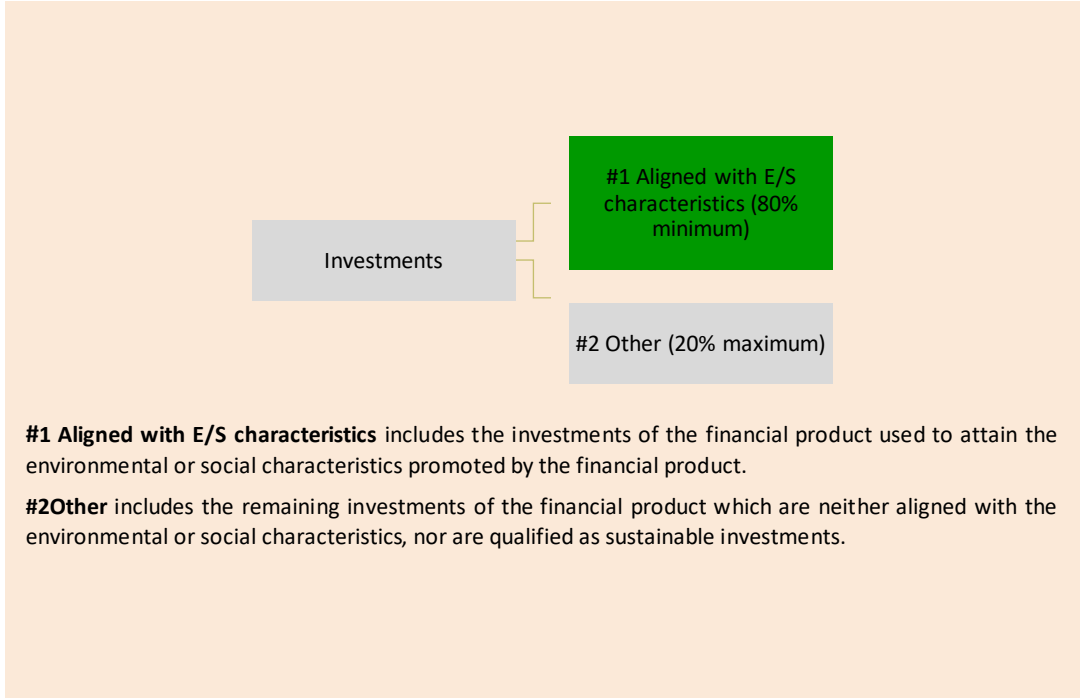 #1 Aligned with E/S
characteristics (80%
minimum)
Investments
#2 Other (20% maximum)
#1 Aligned with E/S characteristics includes the investments of the financial product used to attain the
environmental or social characteristics promoted by the financial product.
#2Other includes the remaining investments of the financial product which are neither aligned with the
environmental or social characteristics, nor are qualified as sustainable investments.